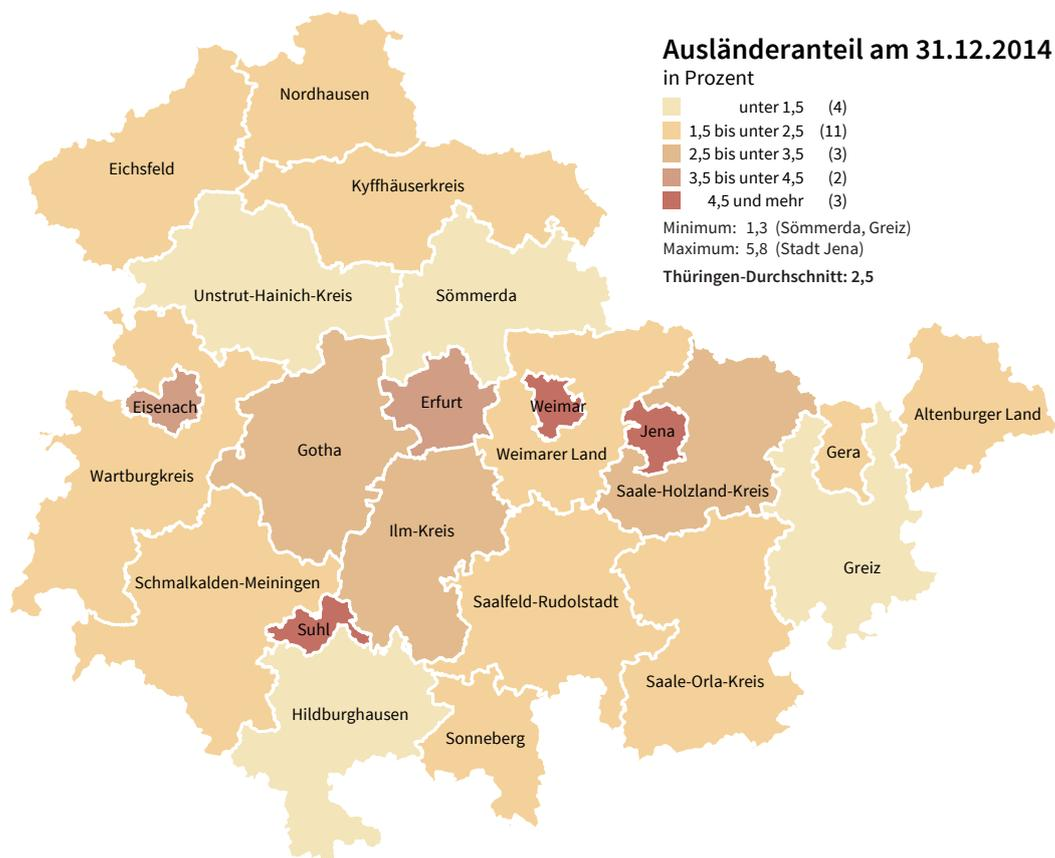 Ausländeranteil am 31.12.2014
in Prozent
unter 1,5 (4)
1,5 bis unter 2,5 (11)
2,5 bis unter 3,5 (3)
3,5 bis unter 4,5 (2)
4,5 und mehr (3)
Minimum: 1,3 (Sömmerda, Greiz)
Maximum: 5,8 (Stadt Jena)
Thüringen-Durchschnitt: 2,5
Nordhausen
Eichsfeld
Kyffhäuserkreis
Unstrut-Hainich-Kreis
Sömmerda
Eisenach
Erfurt
Weimar
Altenburger Land
Jena
Gotha
Weimarer Land
Gera
Wartburgkreis
Saale-Holzland-Kreis
Ilm-Kreis
Greiz
Schmalkalden-Meiningen
Saalfeld-Rudolstadt
Suhl
Saale-Orla-Kreis
Hildburghausen
Sonneberg